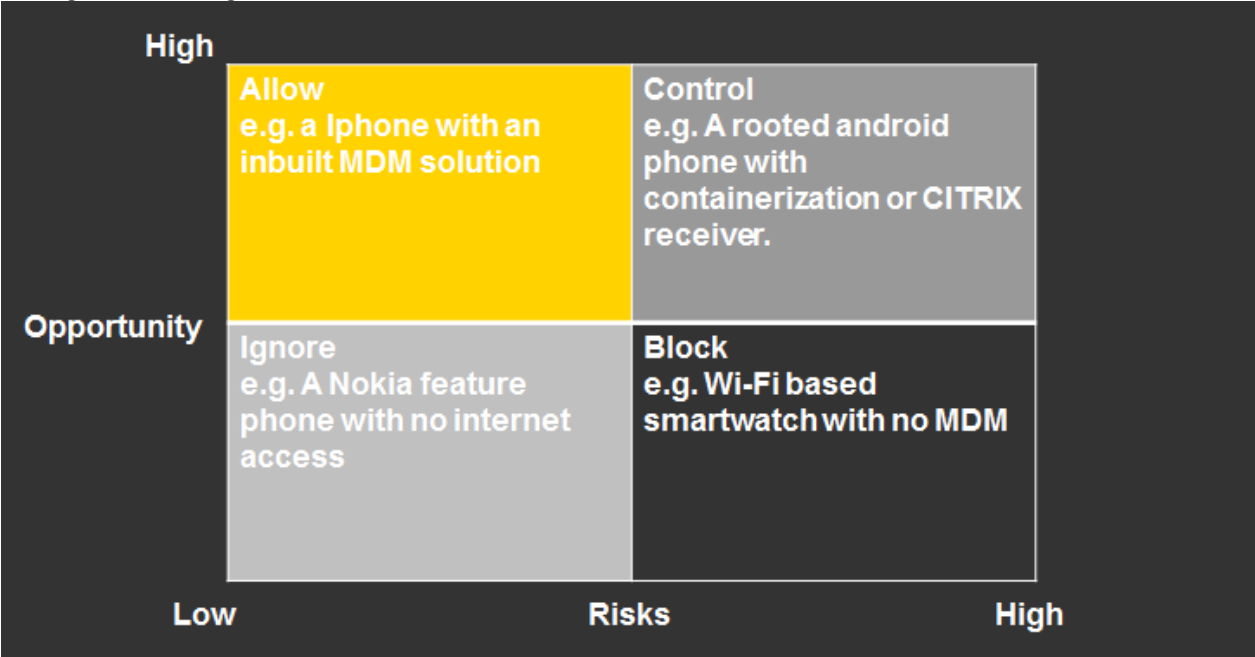 High
Allow
e.g. a Iphone with an
inbuilt MDM solution
Control
e.g. A rooted android
phone with
containerization or CITRIX
receiver.
Opportunity
Ignore
e.g. A Nokia feature
phone with no internet
access
Block
e.g. Wi-Fi based
smartwatch with no MDM
Low
Risks
High